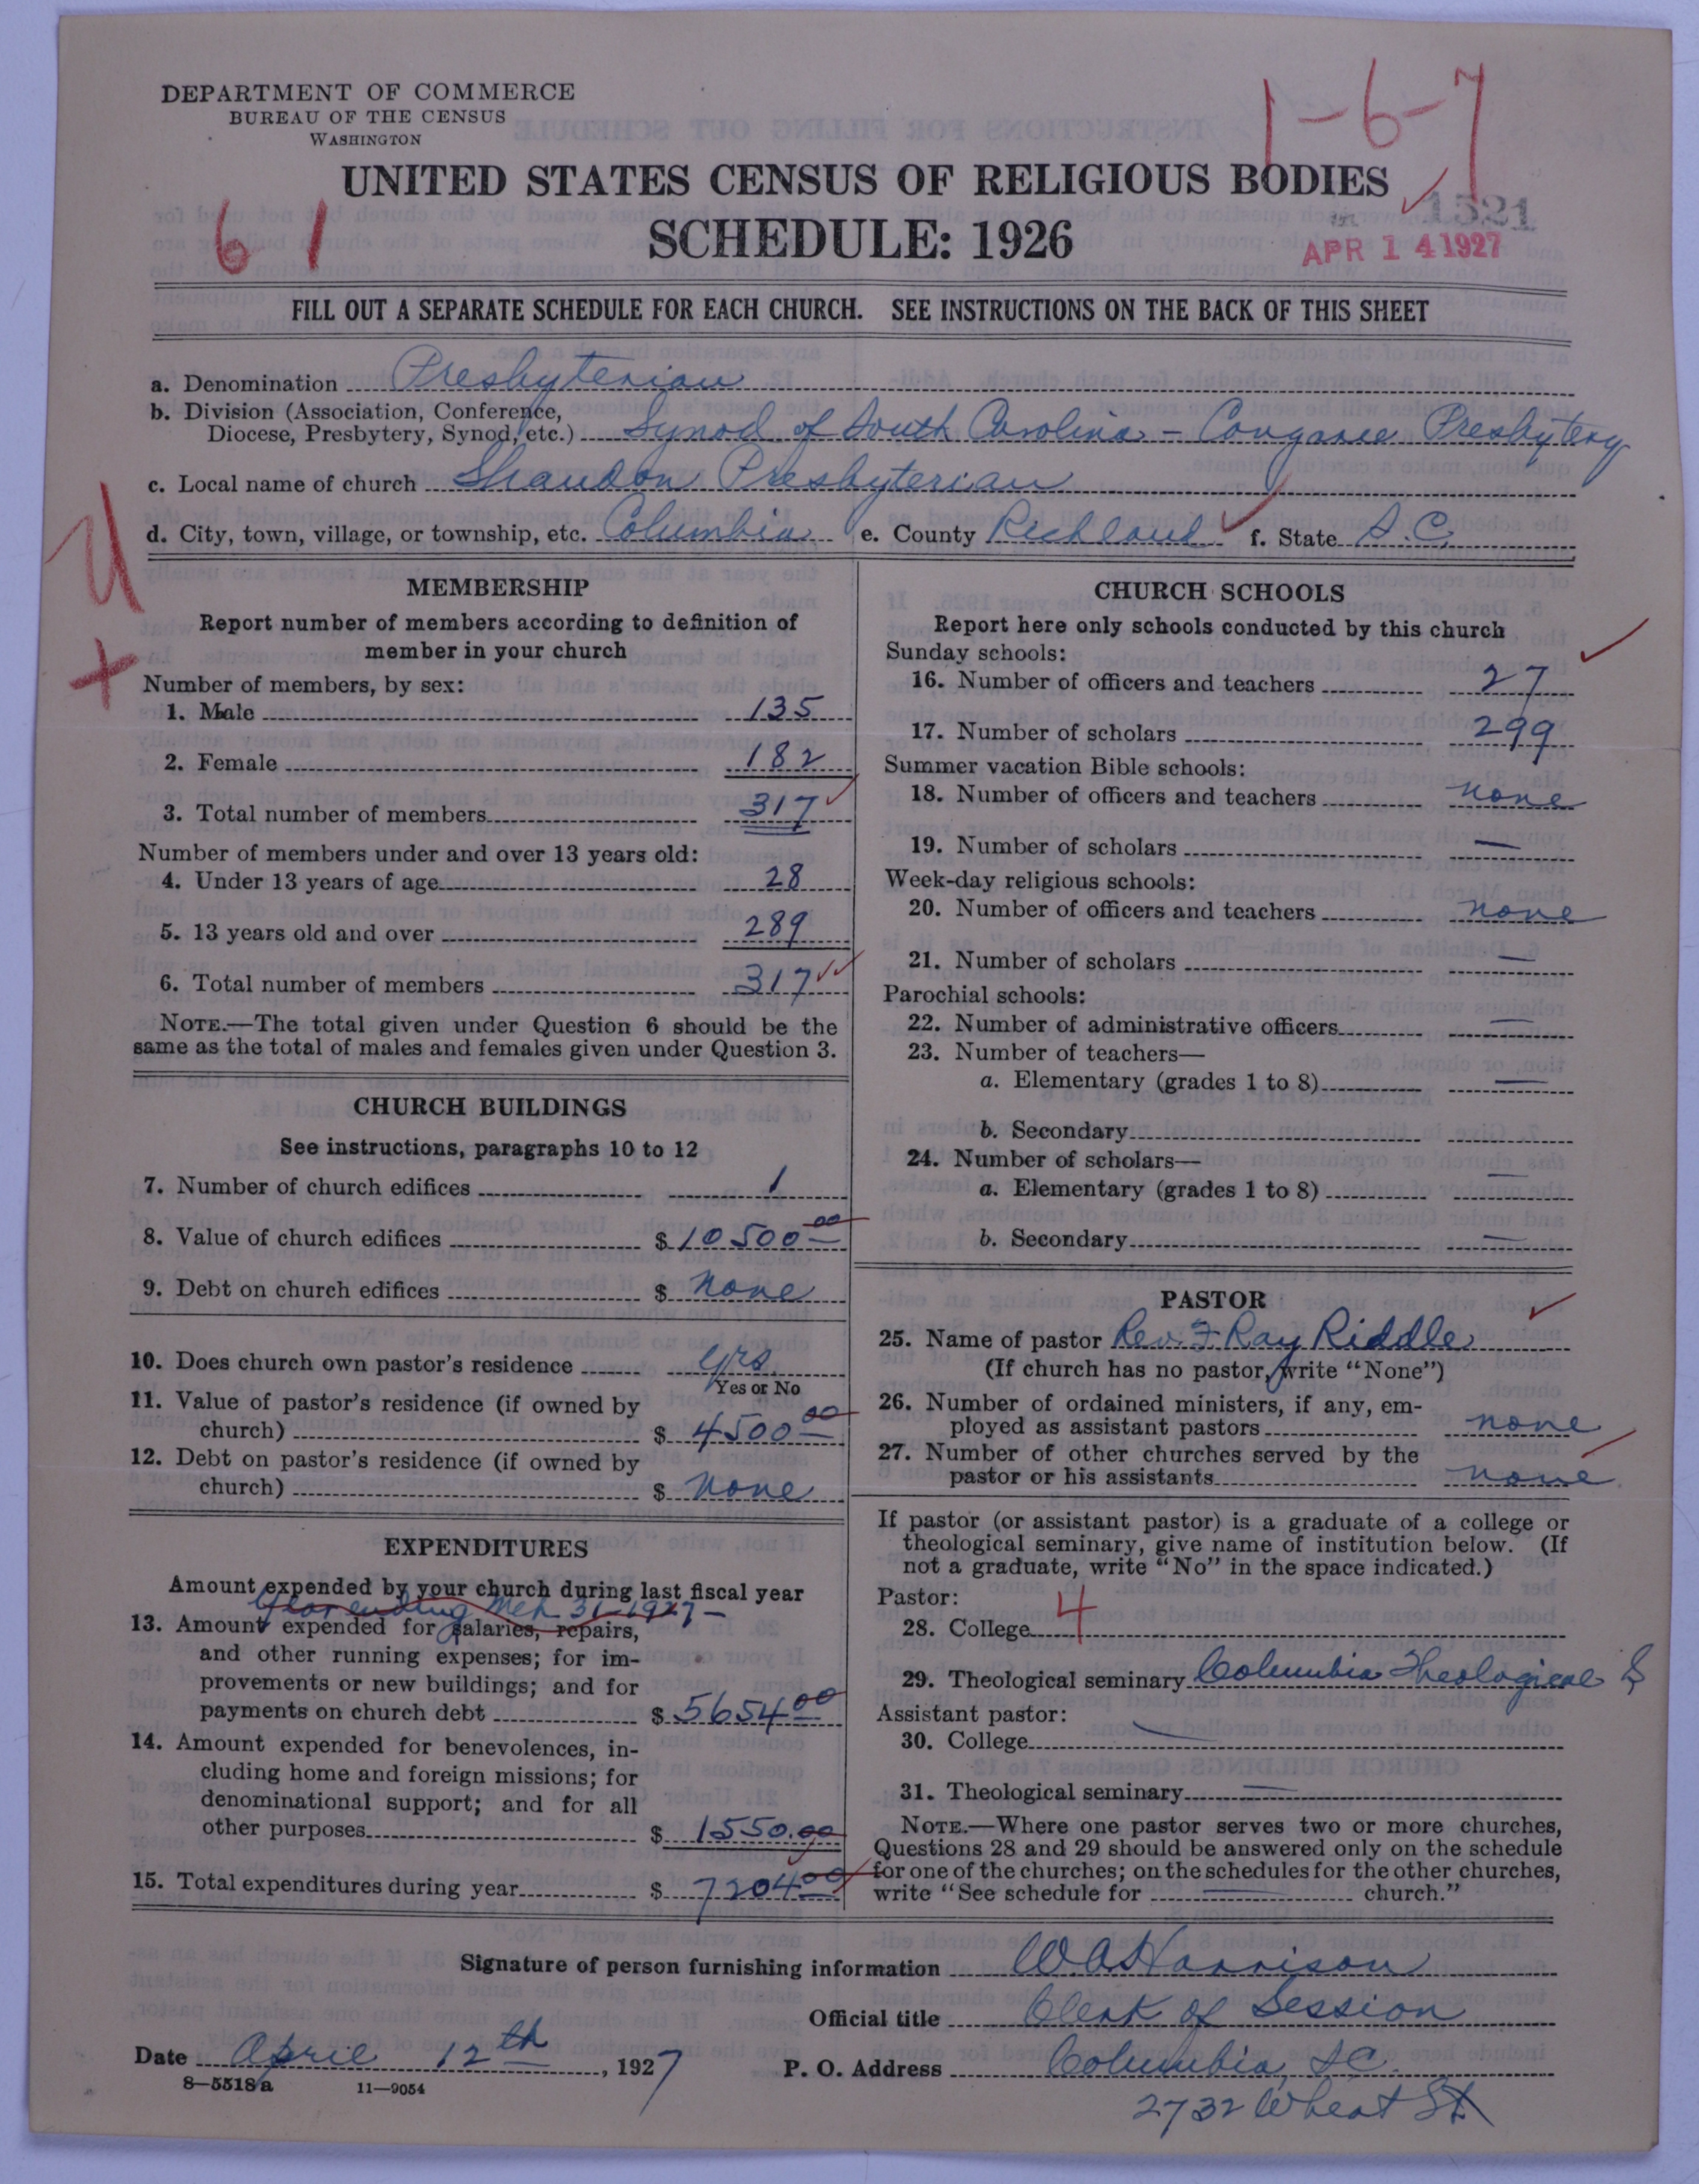 DEPARTMENT OF COMMERCE
BUREAU OF THE CENSUS
WASHINGTON
1-6-7
UNITED STATES CENSUS OF RELIGIOUS BODIES
61
SCHEDULE: 1926
1321
APR 14 1927
FILL OUT A SEPARATE SCHEDULE FOR EACH CHURCH. SEE INSTRUCTIONS ON THE BACK OF THIS SHEET
a. Denomination Presbyterian
b. Division (Association, Conference,
Diocese, Presbytery, Synod, etc.) Synod of South Carolina - Congaree Presbytery
c. Local name of church Shandon Presbyterian
d. City, town, village, or township, etc. Columbia e. County Richland f. State S.C.
MEMBERSHIP
Report number of members according to definition of
member in your church
Number of members, by sex:
1. Male 135
2. Female 182
3. Total number of members 317
Number of members under and over 13 years old:
4. Under 13 years of age 28
5. 13 years old and over 289
6. Total number of members 317
NOTE.—The total given under Question 6 should be the
same as the total of males and females given under Question 3.
CHURCH BUILDINGS
See instructions, paragraphs 10 to 12
7. Number of church edifices 1
8. Value of church edifices $ 10500.00
9. Debt on church edifices $ none
10. Does church own pastor's residence yes
Yes or No
11. Value of pastor's residence (if owned by
church) $ 4500.00
12. Debt on pastor's residence (if owned by
church) $ none
EXPENDITURES
Amount expended by your church during last fiscal year
Year ending Mch 31-1927-
13. Amount expended for salaries, repairs,
and other running expenses; for im-
provements or new buildings; and for
payments on church debt $ 5654.00
14. Amount expended for benevolences, in-
cluding home and foreign missions; for
denominational support; and for all
other purposes $ 1550.00
15. Total expenditures during year $ 7204.00
CHURCH SCHOOLS
Report here only schools conducted by this church
Sunday schools:
16. Number of officers and teachers 27
17. Number of scholars 299
Summer vacation Bible schools:
18. Number of officers and teachers none
19. Number of scholars —
Week-day religious schools:
20. Number of officers and teachers none
21. Number of scholars —
Parochial schools:
22. Number of administrative officers —
23. Number of teachers—
a. Elementary (grades 1 to 8) —
b. Secondary
24. Number of scholars—
a. Elementary (grades 1 to 8) —
b. Secondary —
PASTOR
25. Name of pastor Rev. F. Ray Riddle
(If church has no pastor, write "None")
26. Number of ordained ministers, if any, em-
ployed as assistant pastors none
27. Number of other churches served by the
pastor or his assistants none
If pastor (or assistant pastor) is a graduate of a college or
theological seminary, give name of institution below. (If
not a graduate, write "No" in the space indicated.)
Pastor:
28. College 4
29. Theological seminary Columbia Theological S
Assistant pastor:
30. College
31. Theological seminary —
NOTE.—Where one pastor serves two or more churches,
Questions 28 and 29 should be answered only on the schedule
for one of the churches; on the schedules for the other churches,
write "See schedule for — church."
Signature of person furnishing information W A Harrison
Official title Clerk of Session
Date April 12th, 1927 P. O. Address Columbia, S.C.
8—5518a 11—9054
2732 Wheat St